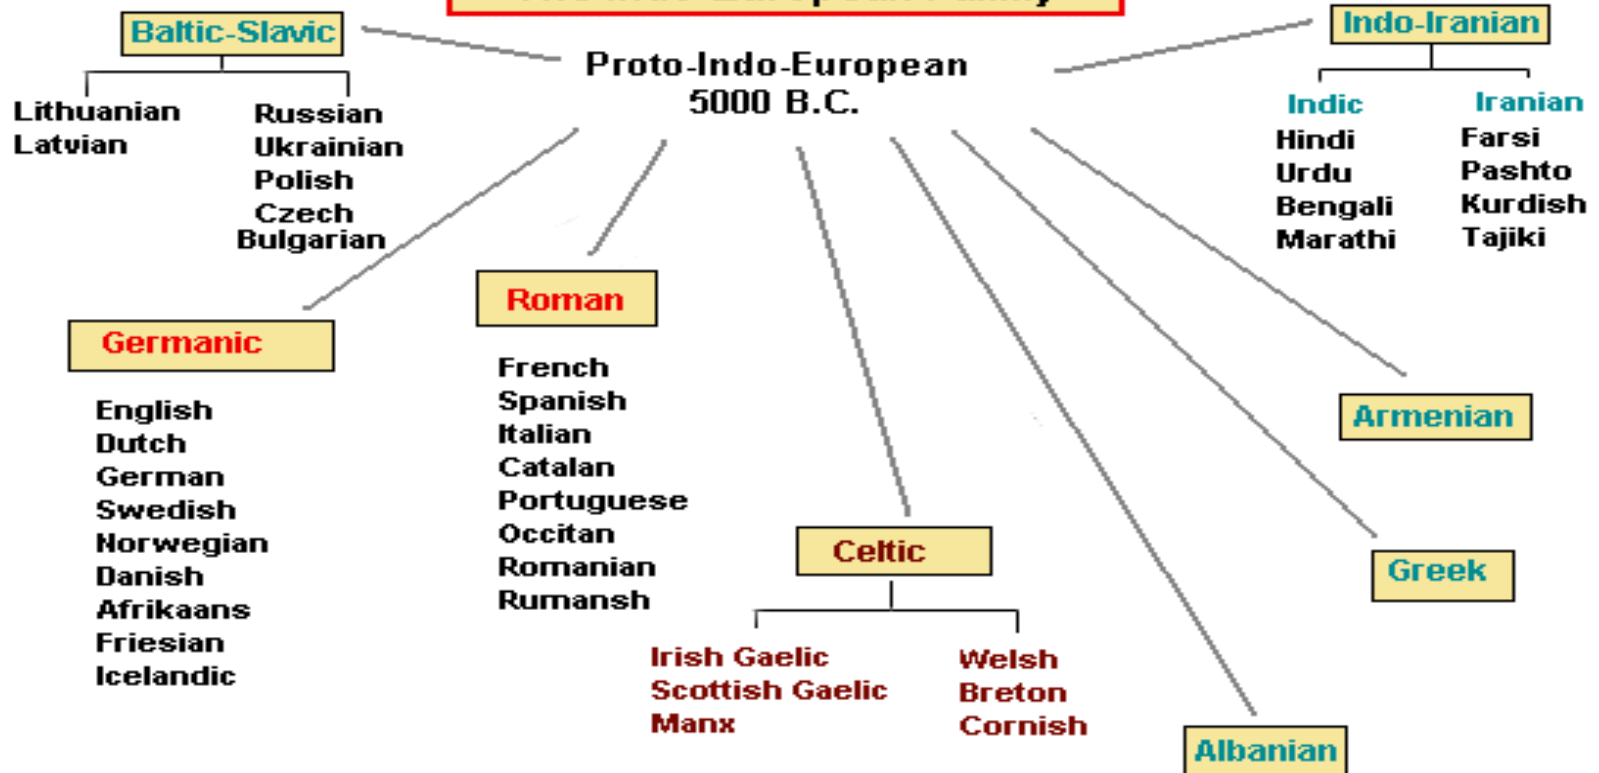 Baltic-Slavic
Lithuanian
Latvian
Russian
Ukrainian
Polish
Czech
Bulgarian
Proto-Indo-European
5000 B.C.
Indo-Iranian
Indic
Hindi
Urdu
Bengali
Marathi
Iranian
Farsi
Pashto
Kurdish
Tajiki
Germanic
English
Dutch
German
Swedish
Norwegian
Danish
Afrikaans
Friesian
Icelandic
Roman
French
Spanish
Italian
Catalan
Portuguese
Occitan
Romanian
Rumansh
Celtic
Irish Gaelic
Scottish Gaelic
Manx
Welsh
Breton
Cornish
Armenian
Greek
Albanian